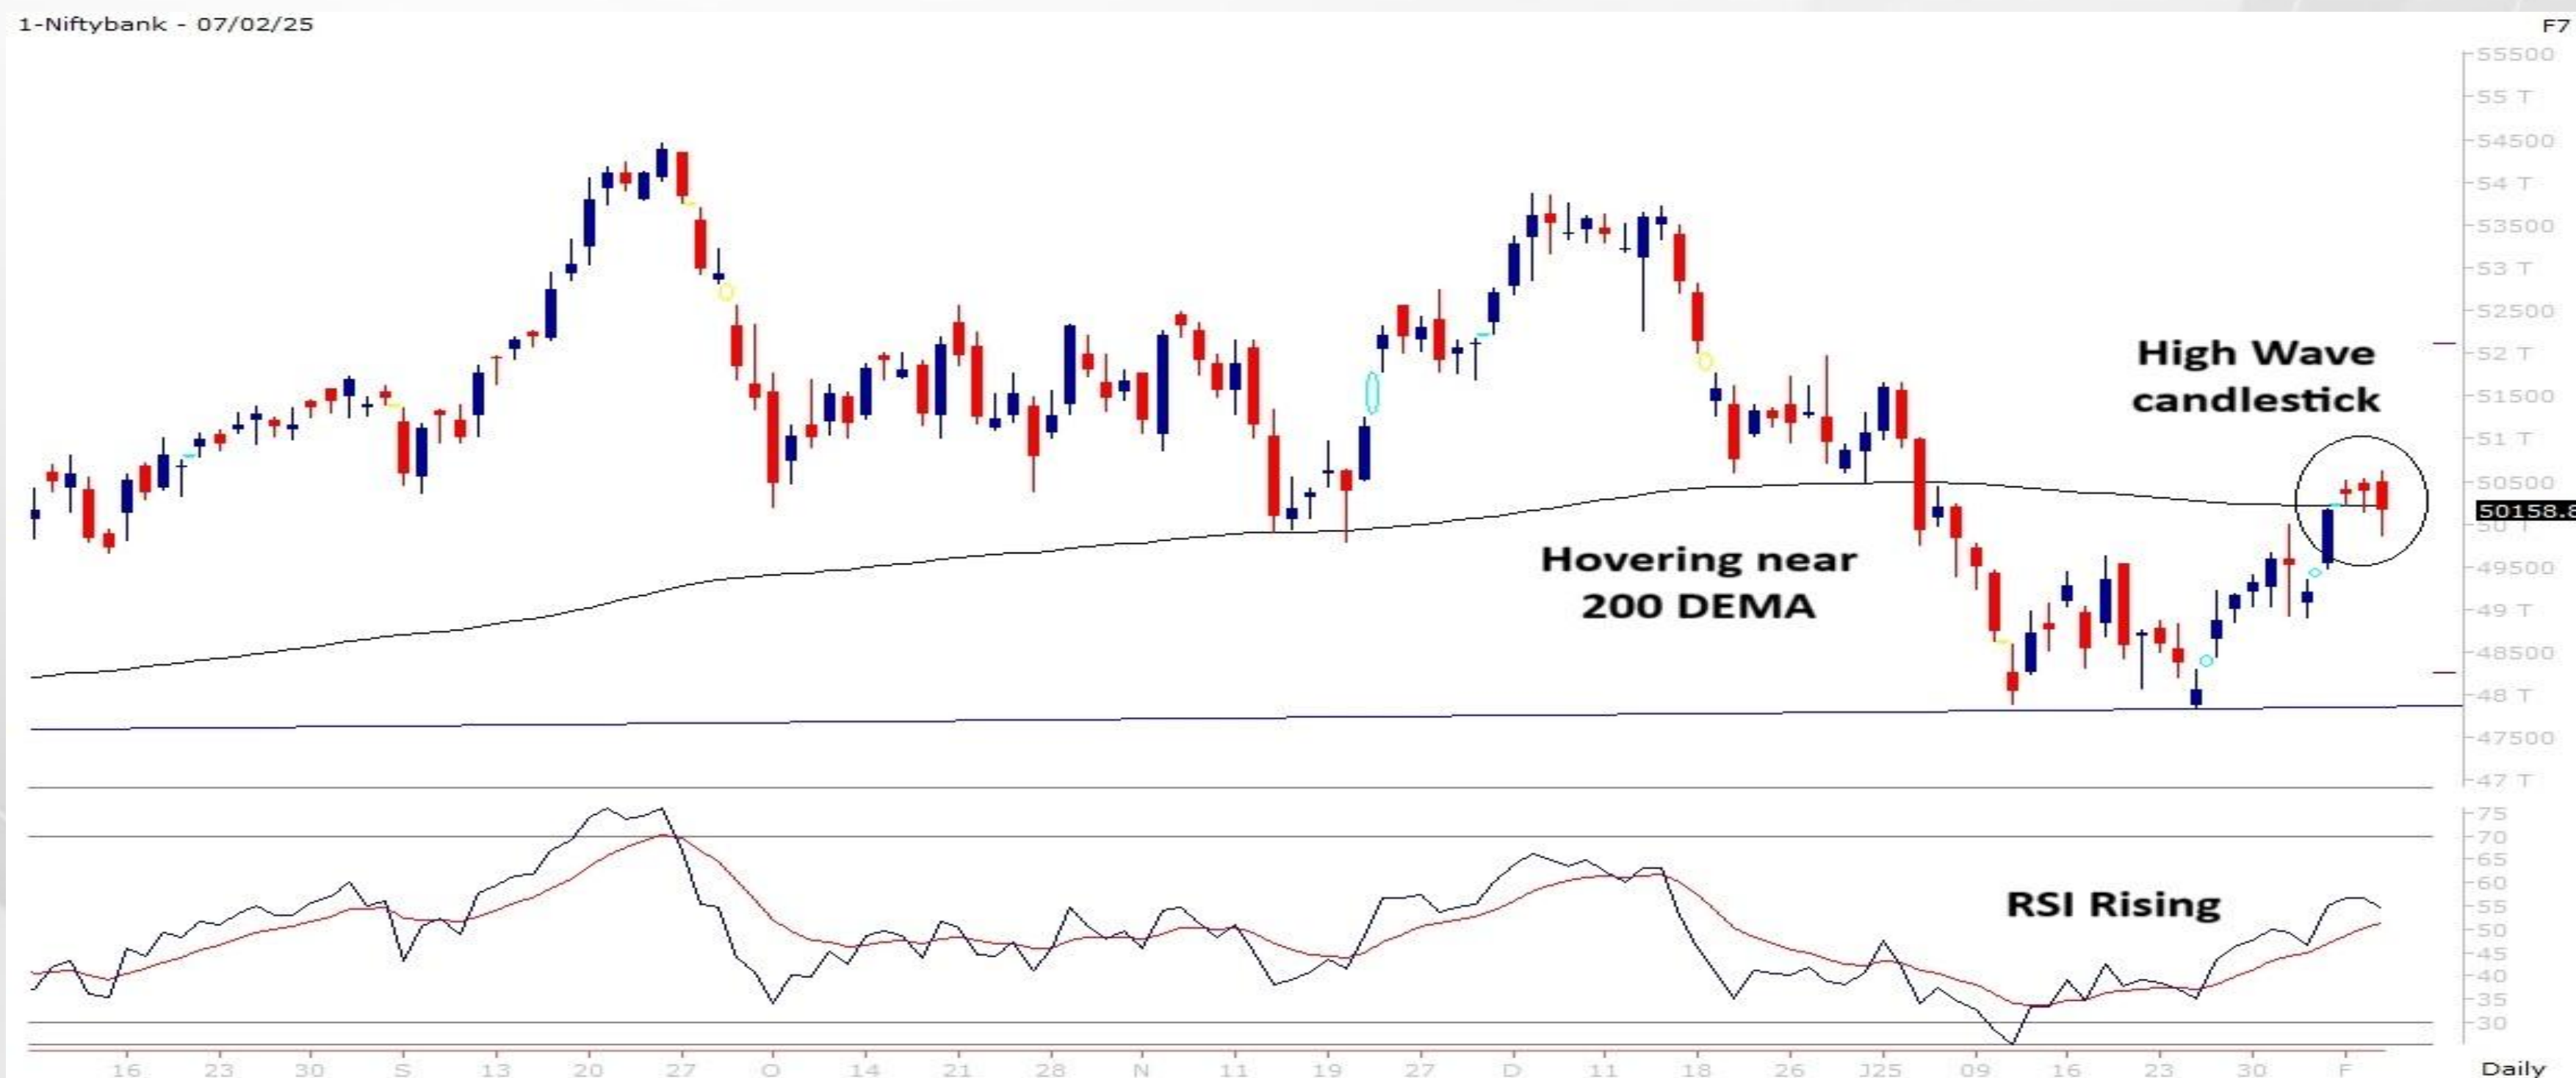 1-Niftybank - 07/02/25
F7
55500
55 T
54500
54 T
53500
53 T
52500
52 T
51500
51 T
50500
50158.8
50 T
49500
49 T
48500
48 T
47500
47 T
High Wave
candlestick
Hovering near
200 DEMA
75
70
65
60
55
50
45
40
35
30
RSI Rising
16 23 30 S 13 20 27 O 14 21 28 N 11 19 27 D 11 18 26 J25 09 16 23 30 F
Daily